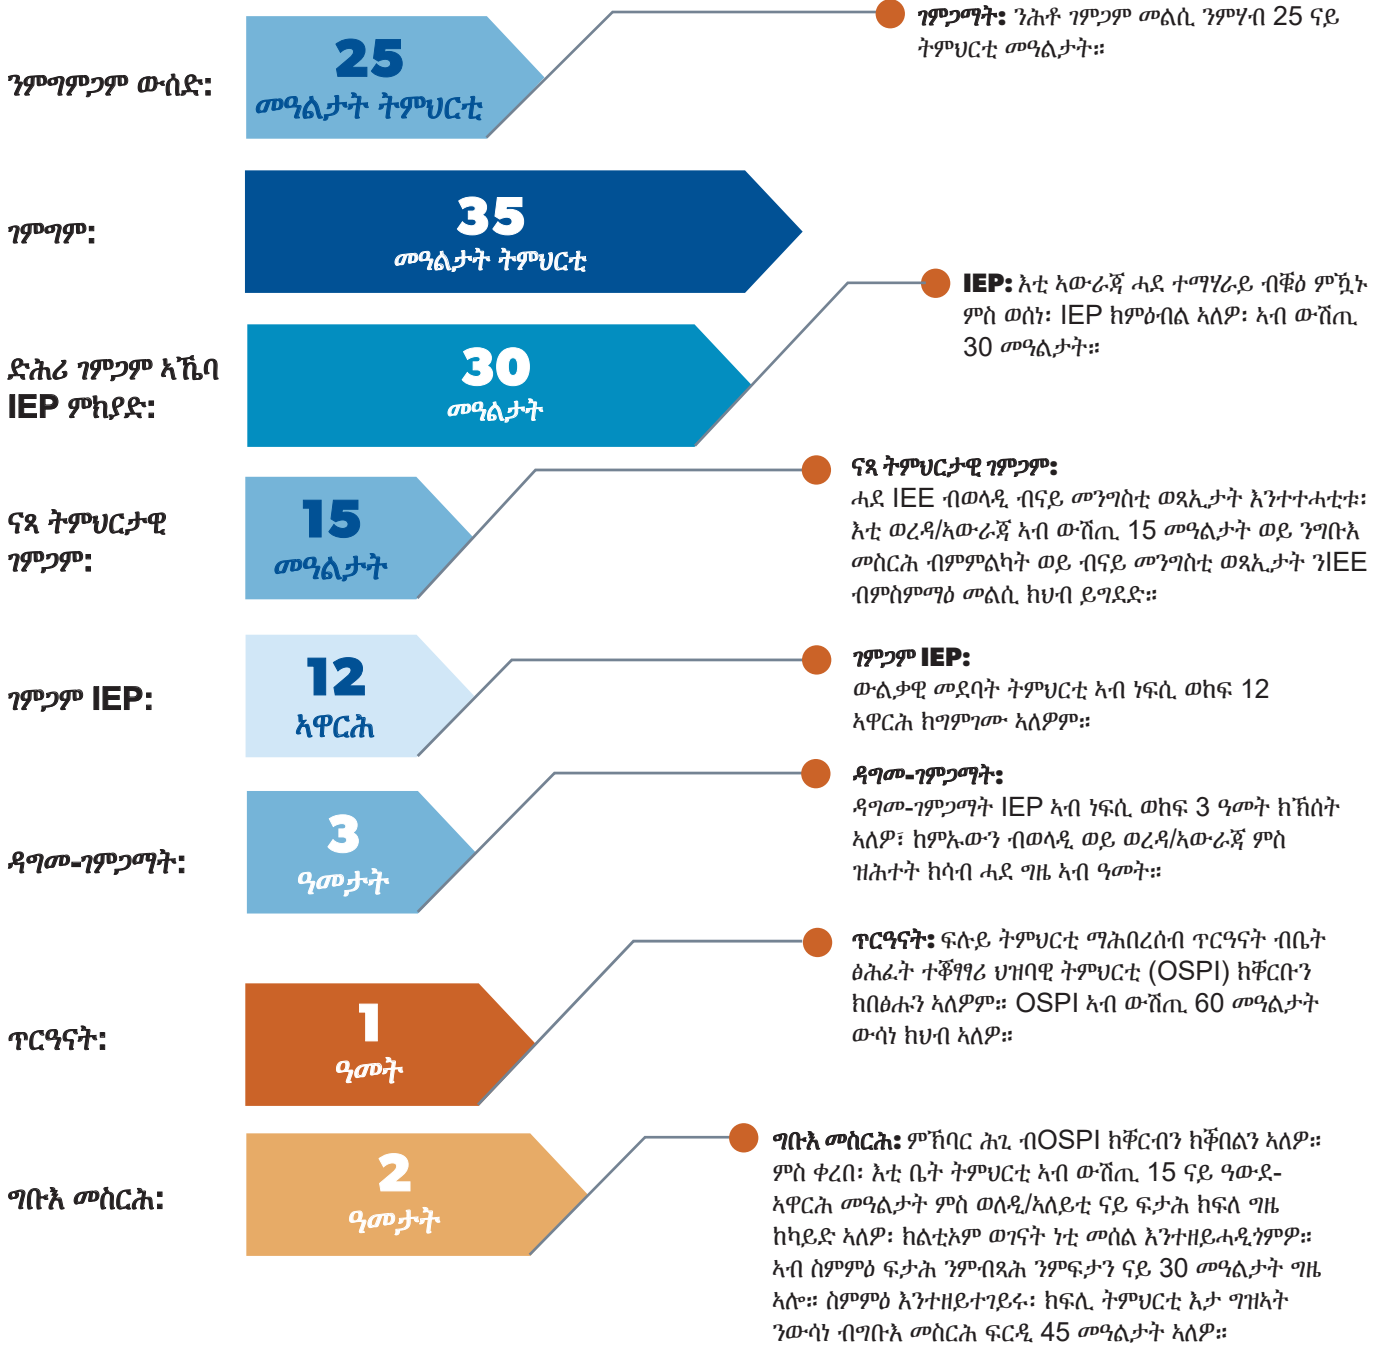 ንምግምጋም ውሰድ:
25
መዓልታት ትምህርቲ
ገምጋማት: ንሕቶ ገምጋም መልሲ ንምሃብ 25 ናይ
ትምህርቲ መዓልታት።
ገምግም:
35
መዓልታት ትምህርቲ
ድሕሪ ገምጋም ኣኼባ
IEP ምክያድ:
30
መዓልታት
IEP: እቲ ኣውራጃ ሓደ ተማሃራይ ብቑዕ ምዃኑ
ምስ ወሰነ፡ IEP ክምዕብል ኣለዎ፡ ኣብ ውሽጢ
30 መዓልታት።
ናጻ ትምህርታዊ
ገምጋም:
15
መዓልታት
ናጻ ትምህርታዊ ገምጋም:
ሓደ IEE ብወላዲ ብናይ መንግስቲ ወጻኢታት እንተተሓቲቱ፡
እቲ ወረዳ/ኣውራጃ ኣብ ውሽጢ 15 መዓልታት ወይ ንግቡእ
መስርሕ ብምምልካት ወይ ብናይ መንግስቲ ወጻኢታት ንIEE
ብምስምማዕ መልሲ ክህብ ይግደድ።
ገምጋም IEP:
12
ኣዋርሕ
ገምጋም IEP:
ውልቃዊ መደባት ትምህርቲ ኣብ ነፍሲ ወከፍ 12
ኣዋርሕ ክግምገሙ ኣለዎም።
ዳግመ-ገምጋማት:
3
ዓመታት
ዳግመ-ገምጋማት:
ዳግመ-ገምጋማት IEP ኣብ ነፍሲ ወከፍ 3 ዓመት ክኽሰት
ኣለዎ፣ ከምኡውን ብወላዲ ወይ ወረዳ/ኣውራጃ ምስ
ዝሕተት ክሳብ ሓደ ግዜ ኣብ ዓመት።
ጥርዓናት:
1
ዓመት
ጥርዓናት: ፍሉይ ትምህርቲ ማሕበረሰብ ጥርዓናት ብቤት
ፅሕፈት ተቖፃፃሪ ህዝባዊ ትምህርቲ (OSPI) ክቐርቡን
ክበፅሑን ኣለዎም። OSPI ኣብ ውሽጢ 60 መዓልታት
ውሳነ ክህብ ኣለዎ።
ግቡእ መስርሕ:
2
ዓመታት
ግቡእ መስርሕ: ምኽባር ሕጊ ብOSPI ክቐርብን ክቕበልን ኣለዎ።
ምስ ቀረበ፡ እቲ ቤት ትምህርቲ ኣብ ውሽጢ 15 ናይ ዓውደ-
ኣዋርሕ መዓልታት ምስ ወለዲ/ኣለይቲ ናይ ፍታሕ ክፍለ ግዜ
ከካይድ ኣለዎ፡ ክልቲኦም ወገናት ነቲ መሰል እንተዘይሓዲጎምዎ።
ኣብ ስምምዕ ፍታሕ ንምብጻሕ ንምፍታን ናይ 30 መዓልታት ግዜ
ኣሎ። ስምምዕ እንተዘይተገይሩ፡ ክፍሊ ትምህርቲ እታ ግዝኣት
ንውሳነ ብግቡእ መስርሕ ፍርዲ 45 መዓልታት ኣለዎ።